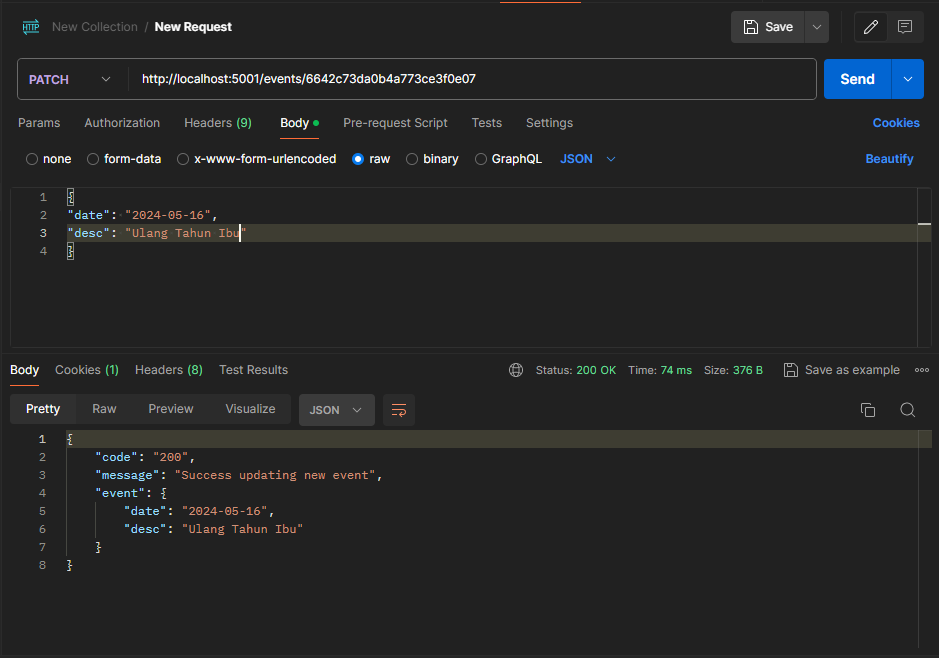 HTTP New Collection / New Request Save
PATCH http://localhost:5001/events/6642c73da0b4a773ce3f0e07 Send
Params Authorization Headers (9) Body Pre-request Script Tests Settings Cookies
none form-data x-www-form-urlencoded raw binary GraphQL JSON Beautify
1 {
2 "date": "2024-05-16",
3 "desc": "Ulang Tahun Ibu"
4 }
Body Cookies (1) Headers (8) Test Results Status: 200 OK Time: 74 ms Size: 376 B Save as example
Pretty Raw Preview Visualize JSON
1 {
2 "code": "200",
3 "message": "Success updating new event",
4 "event": {
5 "date": "2024-05-16",
6 "desc": "Ulang Tahun Ibu"
7 }
8 }